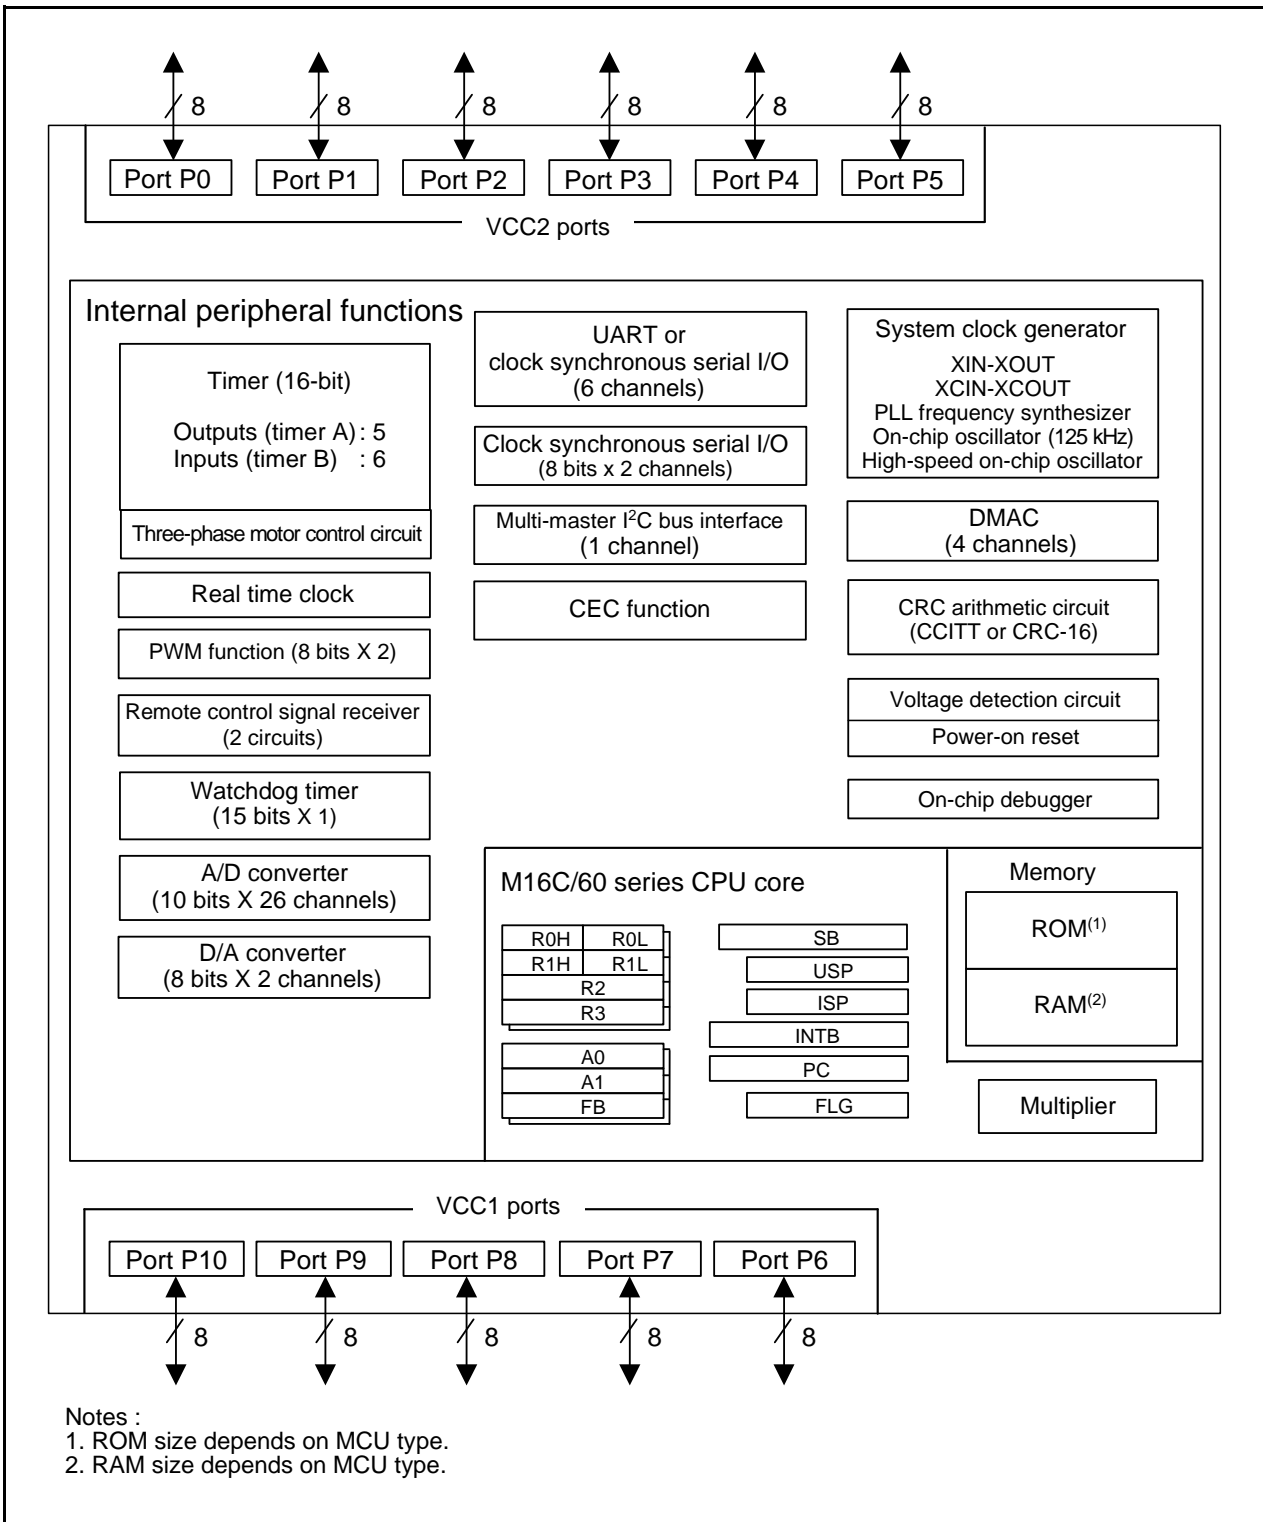 8 8 8 8 8 8
Port P0 Port P1 Port P2 Port P3 Port P4 Port P5
VCC2 ports
Internal peripheral functions
Timer (16-bit)
Outputs (timer A) : 5
Inputs (timer B) : 6
Three-phase motor control circuit
Real time clock
PWM function (8 bits X 2)
Remote control signal receiver
(2 circuits)
Watchdog timer
(15 bits X 1)
A/D converter
(10 bits X 26 channels)
D/A converter
(8 bits X 2 channels)
UART or
clock synchronous serial I/O
(6 channels)
Clock synchronous serial I/O
(8 bits x 2 channels)
Multi-master I²C bus interface
(1 channel)
CEC function
System clock generator
XIN-XOUT
XCIN-XCOUT
PLL frequency synthesizer
On-chip oscillator (125 kHz)
High-speed on-chip oscillator
DMAC
(4 channels)
CRC arithmetic circuit
(CCITT or CRC-16)
Voltage detection circuit
Power-on reset
On-chip debugger
M16C/60 series CPU core
R0H R0L
R1H R1L
R2
R3
A0
A1
FB
SB
USP
ISP
INTB
PC
FLG
Memory
ROM(1)
RAM(2)
Multiplier
VCC1 ports
Port P10 Port P9 Port P8 Port P7 Port P6
8 8 8 8 8
Notes :
1. ROM size depends on MCU type.
2. RAM size depends on MCU type.